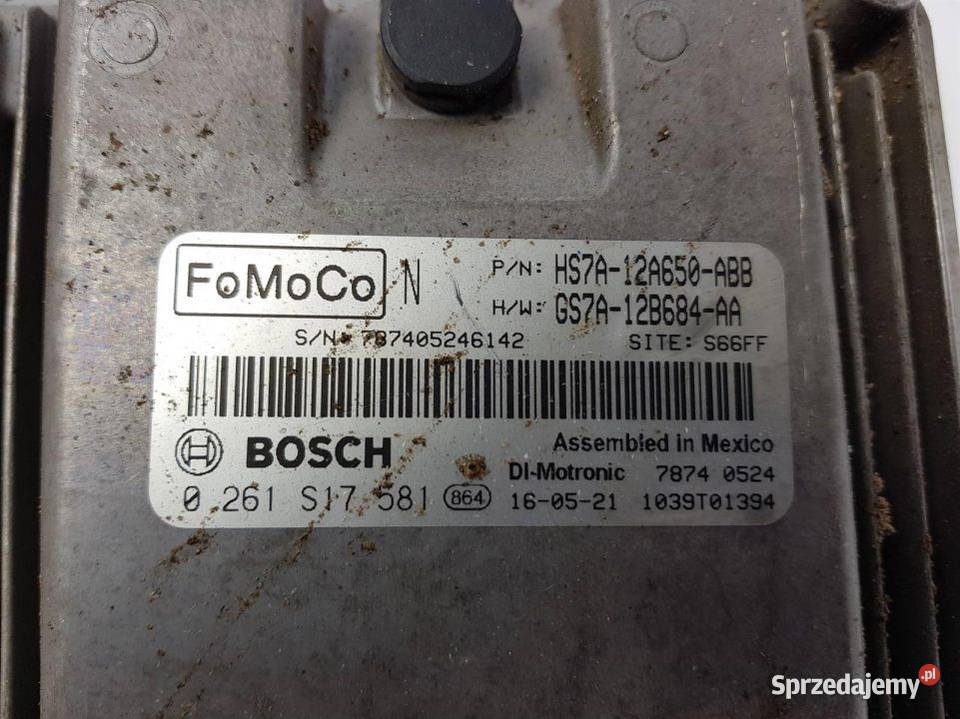 FoMoCo N
P/N: HS7A-12A650-ABB
H/W: GS7A-12B684-AA
S/N: 787405246142
SITE: S66FF
BOSCH
Assembled in Mexico
DI-Motronic 7874 0524
0 261 S17 581 864 16-05-21 1039T01394
Sprzedajemy.pl